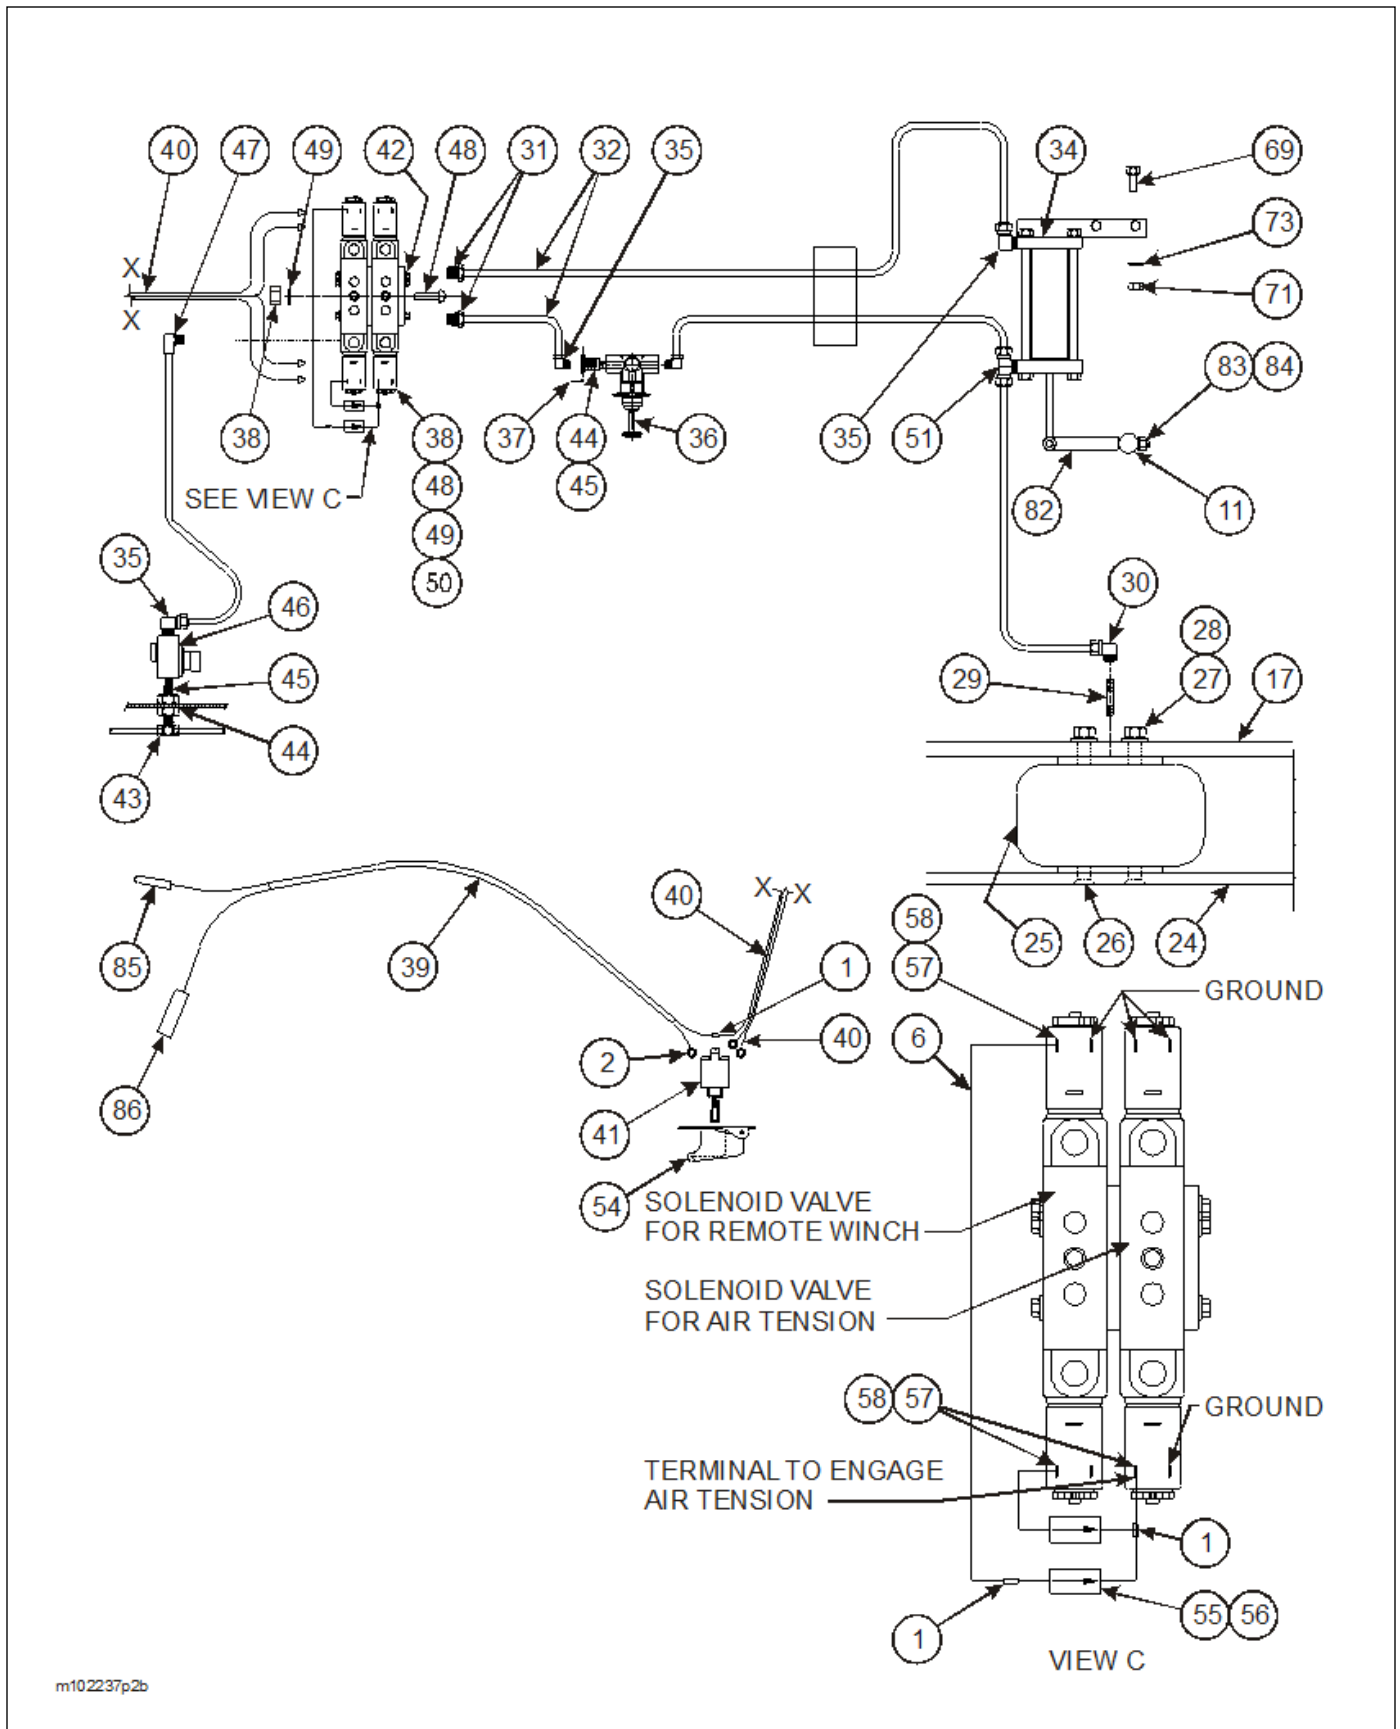 40 47 49 42 48 31 32 35 34 69
73
X
X
71
38 38 37 44 36 35 51 83 84
SEE VIEW C 48 45 82 11
49
35 50 30
46 28
45 29 27 17
44
43
40 X X 58
85 39 1 57 25 26 24
GROUND
2 40 6
86 41
54 SOLENOID VALVE
FOR REMOTE WINCH
SOLENOID VALVE
FOR AIR TENSION
58 57 GROUND
TERMINAL TO ENGAGE
AIR TENSION
1
1 55 56
VIEW C
m102237p2b